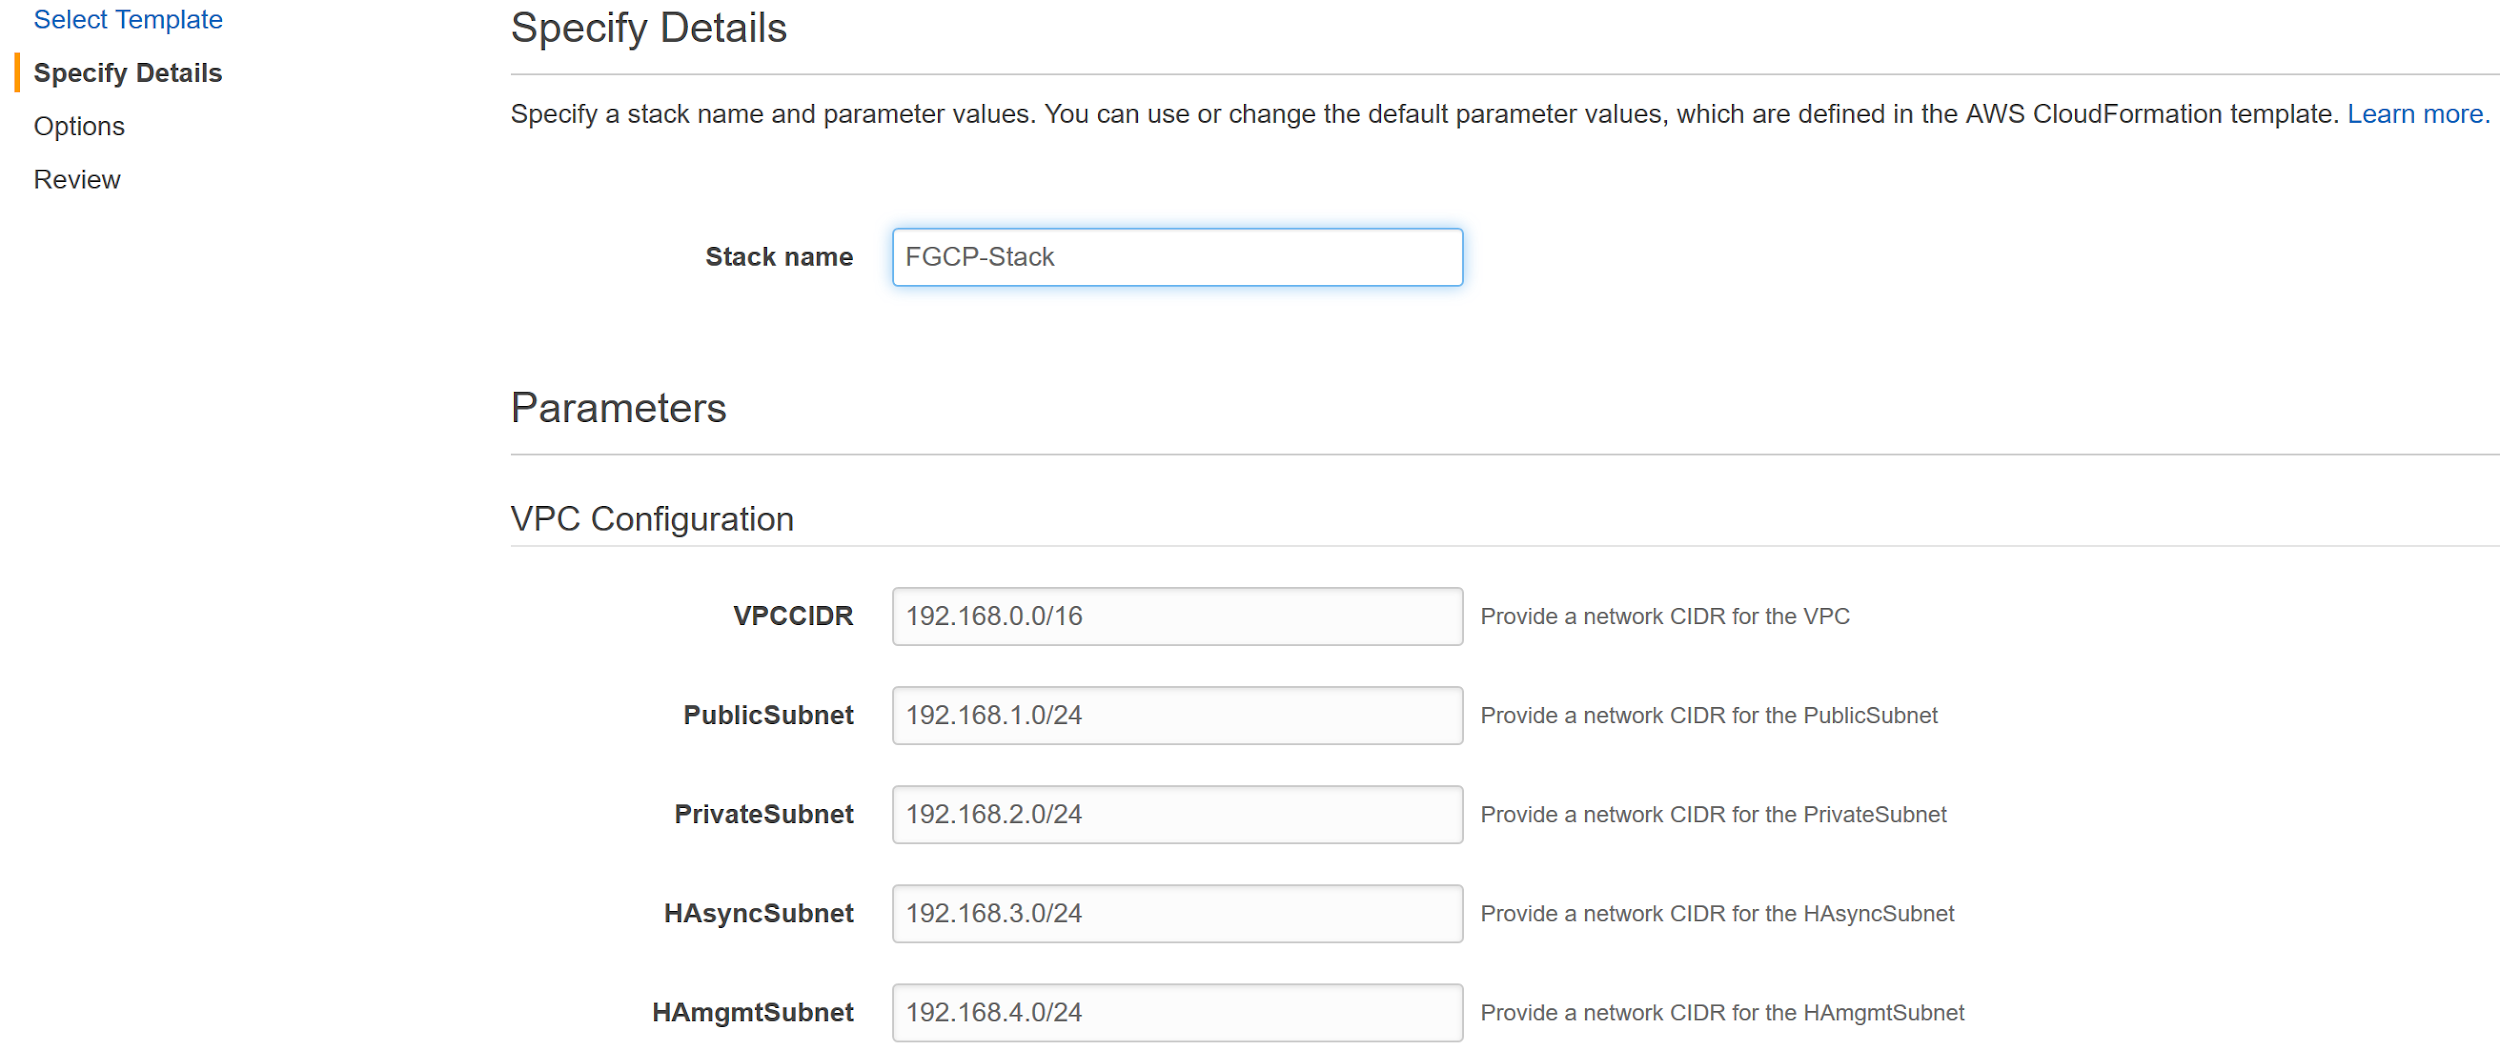 Select Template
Specify Details
Options
Review
Specify Details
Specify a stack name and parameter values. You can use or change the default parameter values, which are defined in the AWS CloudFormation template. Learn more.
Stack name FGCP-Stack
Parameters
VPC Configuration
VPCCIDR 192.168.0.0/16 Provide a network CIDR for the VPC
PublicSubnet 192.168.1.0/24 Provide a network CIDR for the PublicSubnet
PrivateSubnet 192.168.2.0/24 Provide a network CIDR for the PrivateSubnet
HAsyncSubnet 192.168.3.0/24 Provide a network CIDR for the HAsyncSubnet
HAmgmtSubnet 192.168.4.0/24 Provide a network CIDR for the HAmgmtSubnet